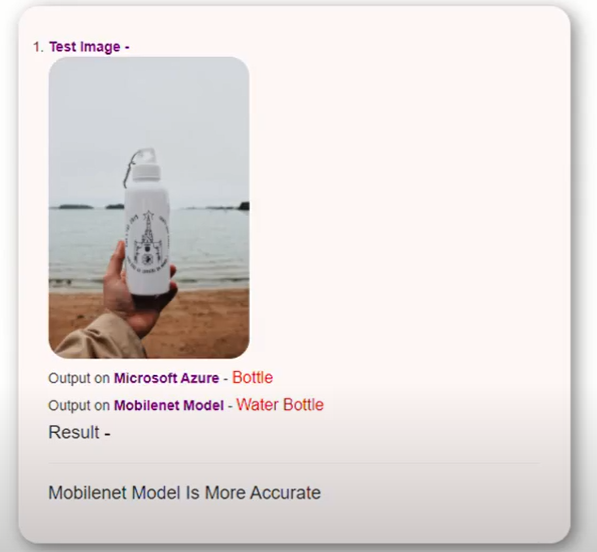 1. Test Image -
Output on Microsoft Azure - Bottle
Output on Mobilenet Model - Water Bottle
Result -
Mobilenet Model Is More Accurate